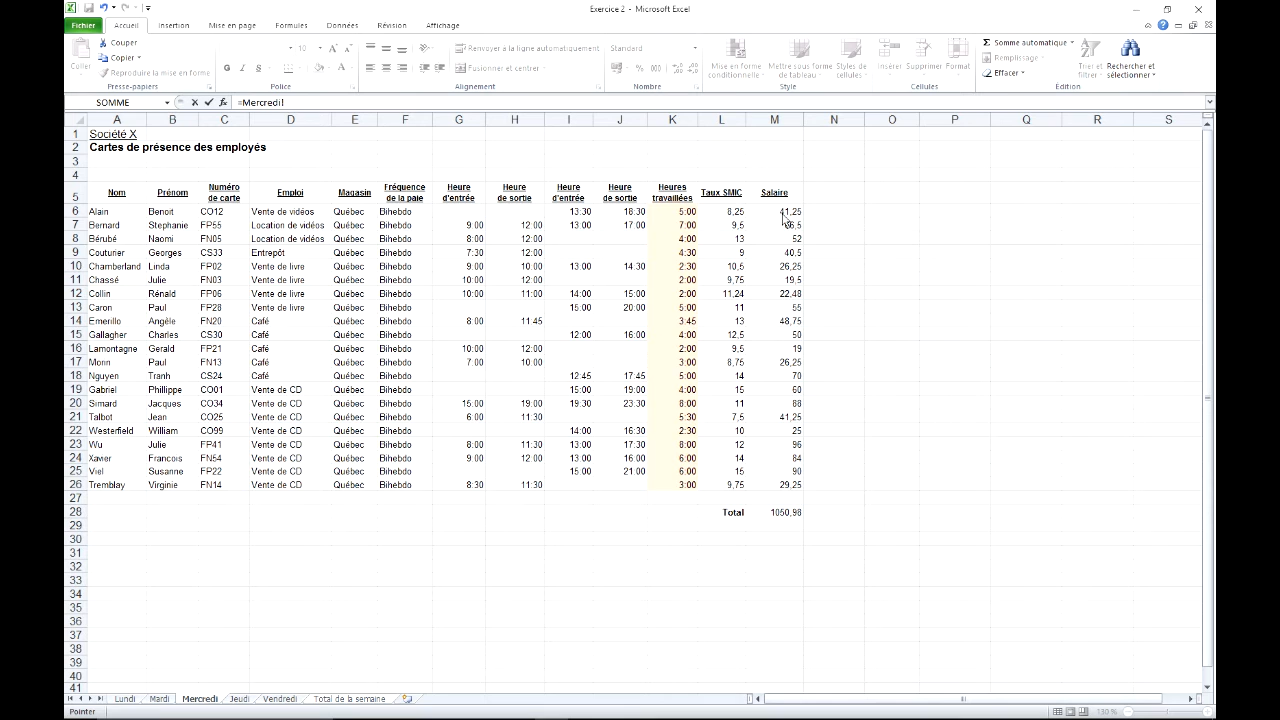 Exercice 2 - Microsoft Excel
Fichier Accueil Insertion Mise en page Formules Données Révision Affichage
Coller Couper Copier Reproduire la mise en forme Presse-papiers
10 G I S Police
Renvoyer à la ligne automatiquement Fusionner et centrer Alignement
Standard % 000 Nombre
Mise en forme conditionnelle Mettre sous forme de tableau Styles de cellules Style
Insérer Supprimer Format Cellules
Somme automatique Remplissage Effacer Trier et filtrer Rechercher et sélectionner Édition
SOMME fx =Mercredi!
A B C D E F G H I J K L M N O P Q R S
1 Société X
2 Cartes de présence des employés
3
4
5 Nom Prénom Numéro de carte Emploi Magasin Fréquence de la paie Heure d'entrée Heure de sortie Heure d'entrée Heure de sortie Heures travaillées Taux SMIC Salaire
6 Alain Benoit CO12 Vente de vidéos Québec Bihebdo 13:30 18:30 5:00 8,25 41,25
7 Bernard Stephanie FP55 Location de vidéos Québec Bihebdo 9:00 12:00 13:00 17:00 7:00 9,5
8 Bérubé Naomi FN05 Location de vidéos Québec Bihebdo 8:00 12:00 4:00 13 52
9 Couturier Georges CS33 Entrepôt Québec Bihebdo 7:30 12:00 4:30 9 40,5
10 Chamberland Linda FP02 Vente de livre Québec Bihebdo 9:00 10:00 13:00 14:30 2:30 10,5 26,25
11 Chassé Julie FN03 Vente de livre Québec Bihebdo 10:00 12:00 2:00 9,75 19,5
12 Collin Rénald FP06 Vente de livre Québec Bihebdo 10:00 11:00 14:00 15:00 2:00 11,24 22,48
13 Caron Paul FP28 Vente de livre Québec Bihebdo 15:00 20:00 5:00 11 55
14 Emerillo Angèle FN20 Café Québec Bihebdo 8:00 11:45 3:45 13 48,75
15 Gallagher Charles CS30 Café Québec Bihebdo 12:00 16:00 4:00 12,5 50
16 Lamontagne Gerald FP21 Café Québec Bihebdo 10:00 12:00 2:00 9,5 19
17 Morin Paul FN13 Café Québec Bihebdo 7:00 10:00 3:00 8,75 26,25
18 Nguyen Tranh CS24 Café Québec Bihebdo 12:45 17:45 5:00 14 70
19 Gabriel Phillippe CO01 Vente de CD Québec Bihebdo 15:00 19:00 4:00 15 60
20 Simard Jacques CO34 Vente de CD Québec Bihebdo 15:00 19:00 19:30 23:30 8:00 11 88
21 Talbot Jean CO25 Vente de CD Québec Bihebdo 6:00 11:30 5:30 7,5 41,25
22 Westerfield William CO99 Vente de CD Québec Bihebdo 14:00 16:30 2:30 10 25
23 Wu Julie FP41 Vente de CD Québec Bihebdo 8:00 11:30 13:00 17:30 8:00 12 96
24 Xavier Francois FN54 Vente de CD Québec Bihebdo 9:00 12:00 13:00 16:00 6:00 14 84
25 Viel Susanne FP22 Vente de CD Québec Bihebdo 15:00 21:00 6:00 15 90
26 Tremblay Virginie FN14 Vente de CD Québec Bihebdo 8:30 11:30 3:00 9,75 29,25
27
28 Total 1050,98
29
30
31
32
33
34
35
36
37
38
39
40
41
Lundi Mardi Mercredi Jeudi Vendredi Total de la semaine
Pointer 130 %